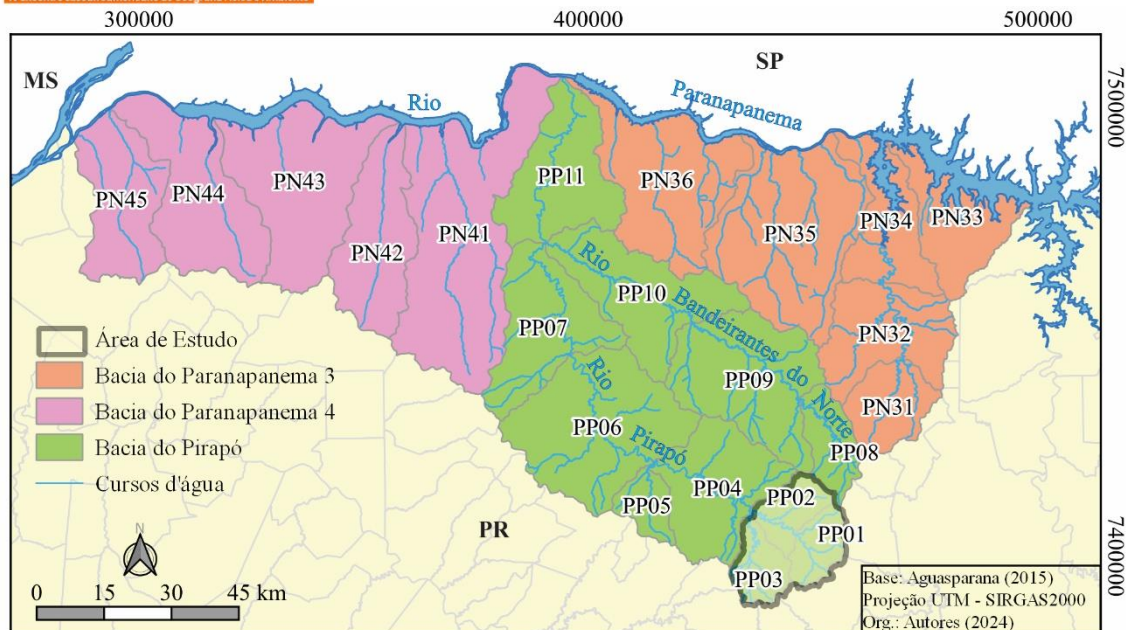 300000
400000
500000
MS
SP
Rio
Paranapanema
7500000
PP11
PN36
PN45
PN44
PN43
PN42
PN41
PN35
PN34
PN33
Rio
PP10
Bandeirantes do Norte
PP07
PN32
Rio
PP09
PN31
PP06
Pirapó
PP08
PP04
PP02
PP05
PP01
PR
PP03
7400000
Área de Estudo
Bacia do Paranapanema 3
Bacia do Paranapanema 4
Bacia do Pirapó
Cursos d'água
N
0 15 30 45 km
Base: Aguasparana (2015)
Projeção UTM - SIRGAS2000
Org.: Autores (2024)